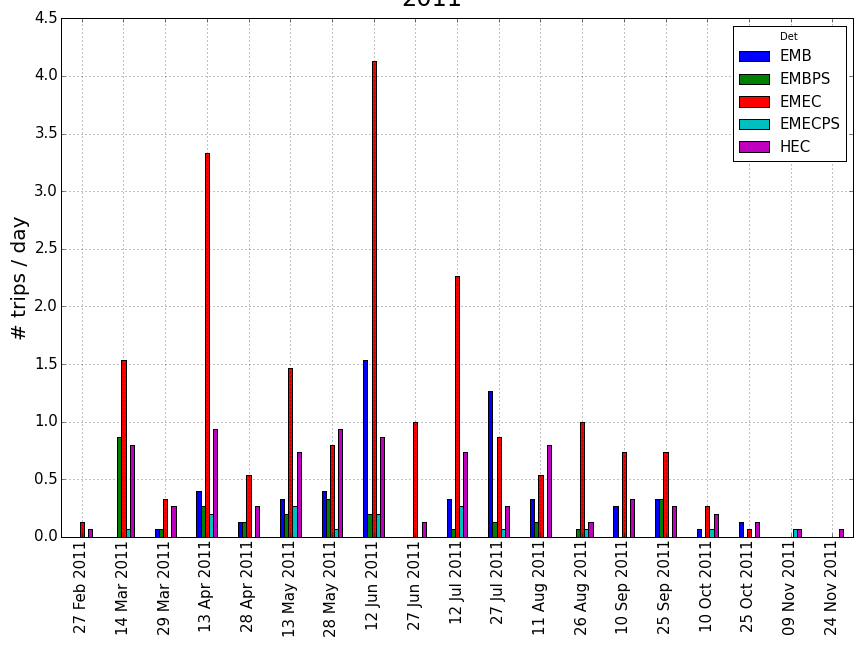 2011
4.5
4.0
3.5
3.0
2.5
2.0
1.5
1.0
0.5
0.0
# trips / day
Det
EMB
EMBPS
EMEC
EMECPS
HEC
27 Feb 2011
14 Mar 2011
29 Mar 2011
13 Apr 2011
28 Apr 2011
13 May 2011
28 May 2011
12 Jun 2011
27 Jun 2011
12 Jul 2011
27 Jul 2011
11 Aug 2011
26 Aug 2011
10 Sep 2011
25 Sep 2011
10 Oct 2011
25 Oct 2011
09 Nov 2011
24 Nov 2011